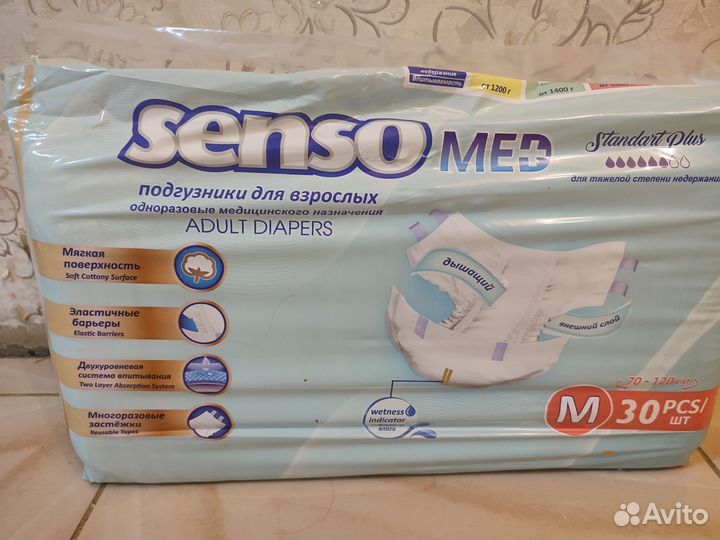 недержания
впитываемость
от 1200 г
от 1400 г
senso MED
Standart Plus
для тяжелой степени недержания
подгузники для взрослых
одноразовые медицинского назначения
ADULT DIAPERS
Мягкая
поверхность
Soft Cottony Surface
дышащий
внешний слой
Эластичные
барьеры
Elastic Barriers
Двухуровневая
система впитывания
Two Layer Absorption System
Многоразовые
застёжки
Reusable Tapes
wetness
indicator
влаги
70 - 120 см
M 30 PCS/
ШТ
Avito